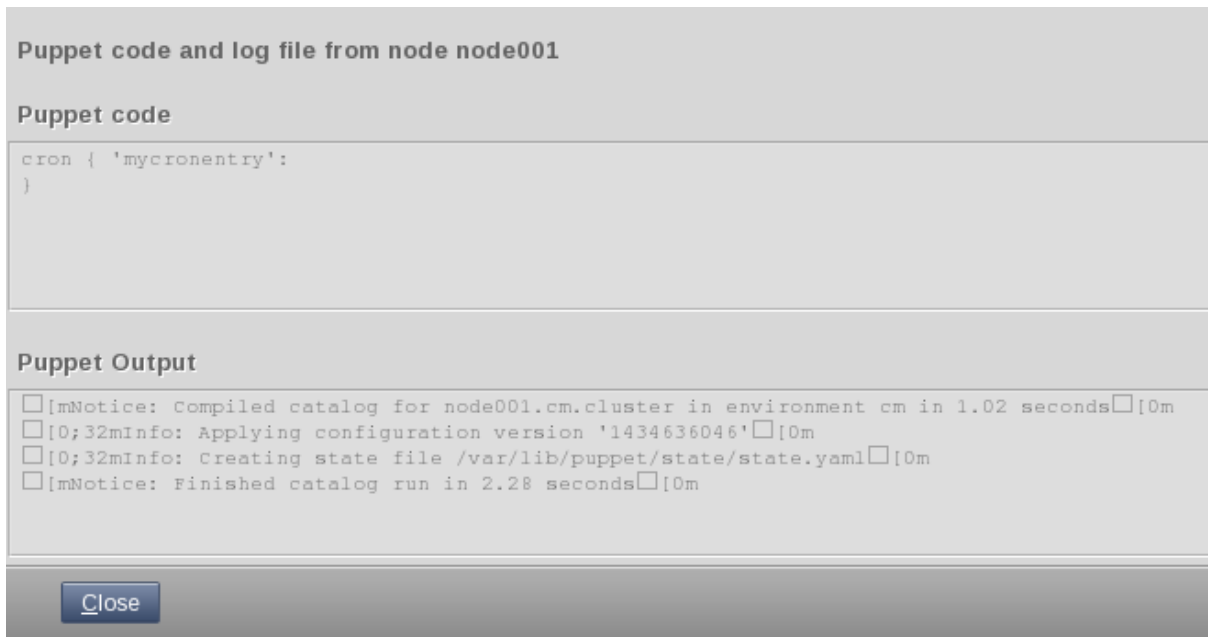 Puppet code and log file from node node001
Puppet code
cron { 'mycronentry':
}
Puppet Output
□[mNotice: Compiled catalog for node001.cm.cluster in environment cm in 1.02 seconds□[0m
□[0;32mInfo: Applying configuration version '1434636046'□[0m
□[0;32mInfo: Creating state file /var/lib/puppet/state/state.yaml□[0m
□[mNotice: Finished catalog run in 2.28 seconds□[0m
Close